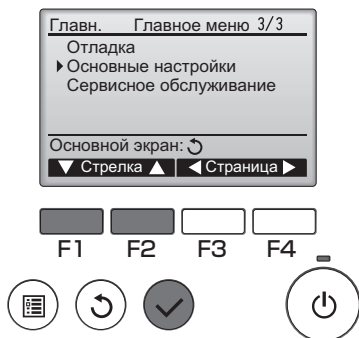 Главн. Главное меню 3/3
Отладка
Основные настройки
Сервисное обслуживание
Основной экран:
Стрелка Страница
F1 F2 F3 F4